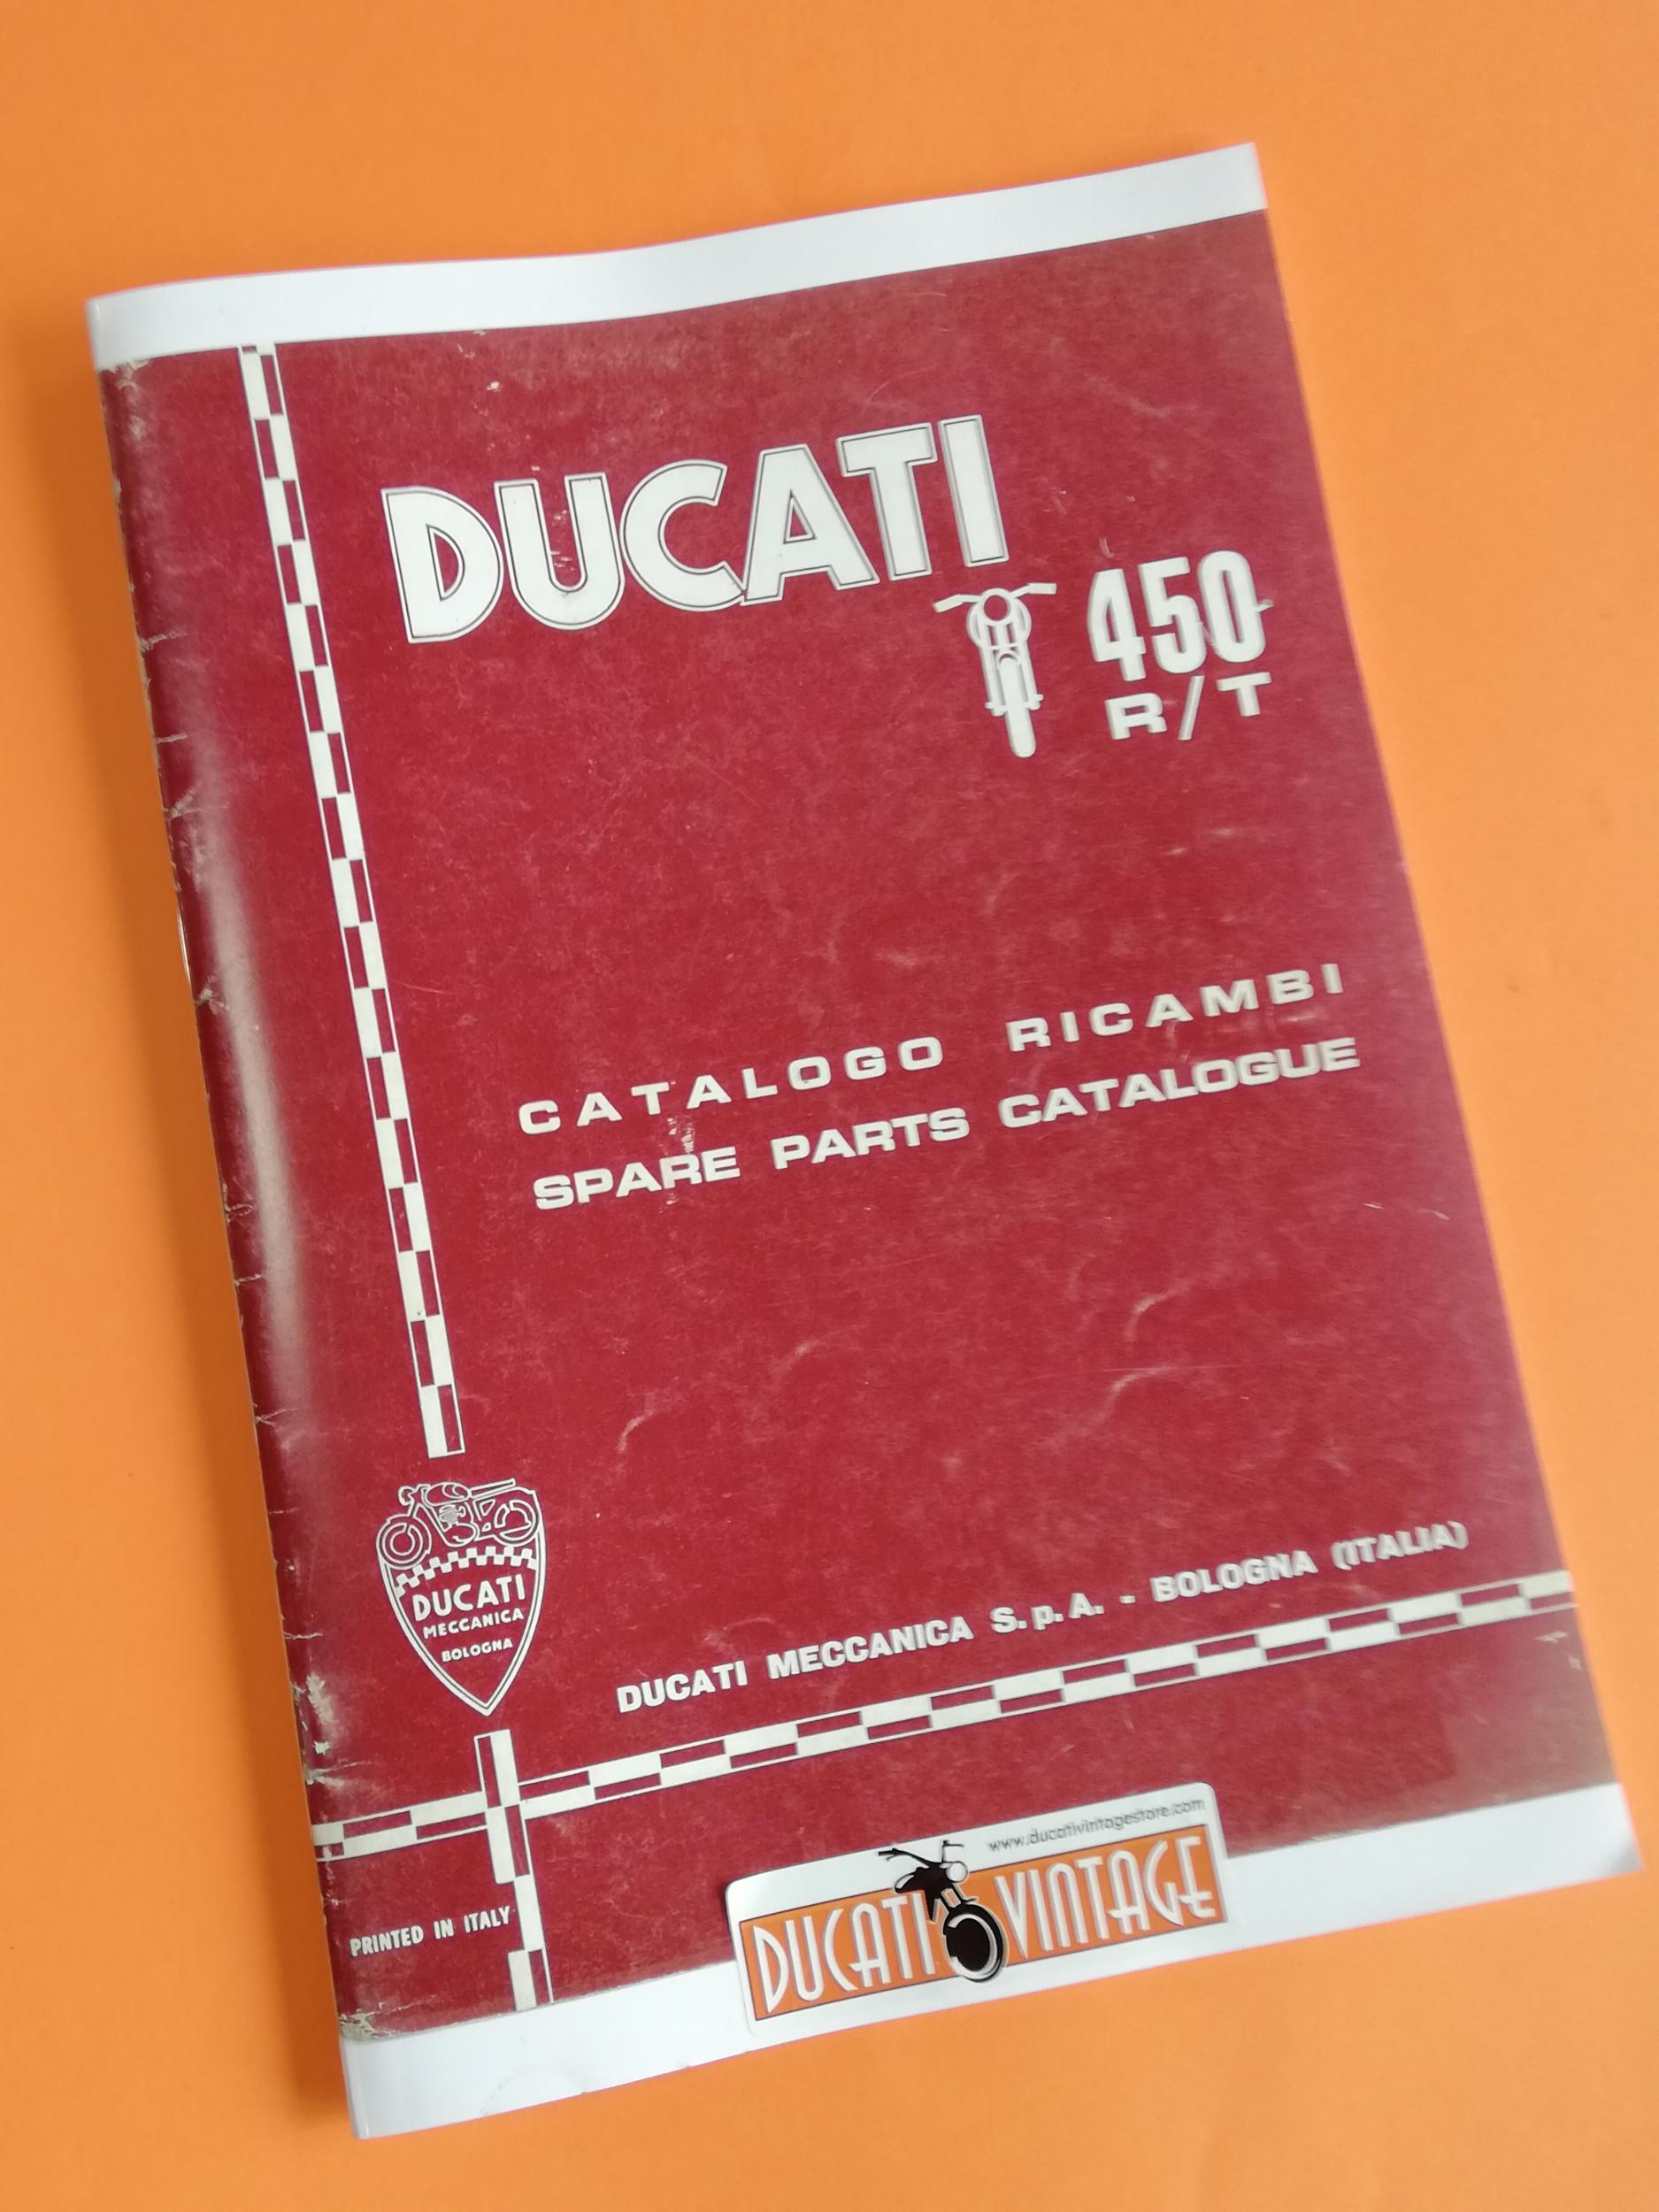 DUCATI
450
R/T
CATALOGO RICAMBI
SPARE PARTS CATALOGUE
DUCATI
MECCANICA
BOLOGNA
DUCATI MECCANICA S.p.A. - BOLOGNA (ITALIA)
PRINTED IN ITALY
www.ducativintagestore.com
DUCATI VINTAGE